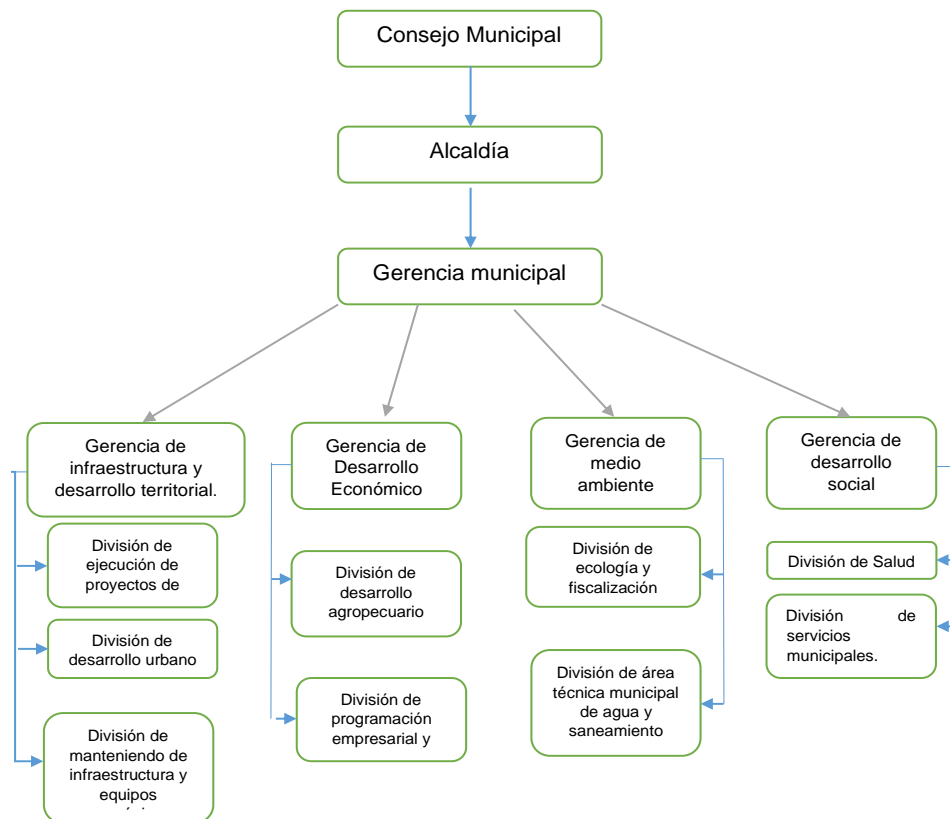 Consejo Municipal
Alcaldía
Gerencia municipal
Gerencia de
infraestructura y
desarrollo territorial.
División de
ejecución de
proyectos de
División de
desarrollo urbano
División de
manteniendo de
infraestructura y
equipos
Gerencia de
Desarrollo
Económico
División de
desarrollo
agropecuario
División de
programación
empresarial y
Gerencia de
medio
ambiente
División de
ecología y
fiscalización
División de área
técnica municipal
de agua y
saneamiento
Gerencia de
desarrollo
social
División de Salud
División de
servicios
municipales.